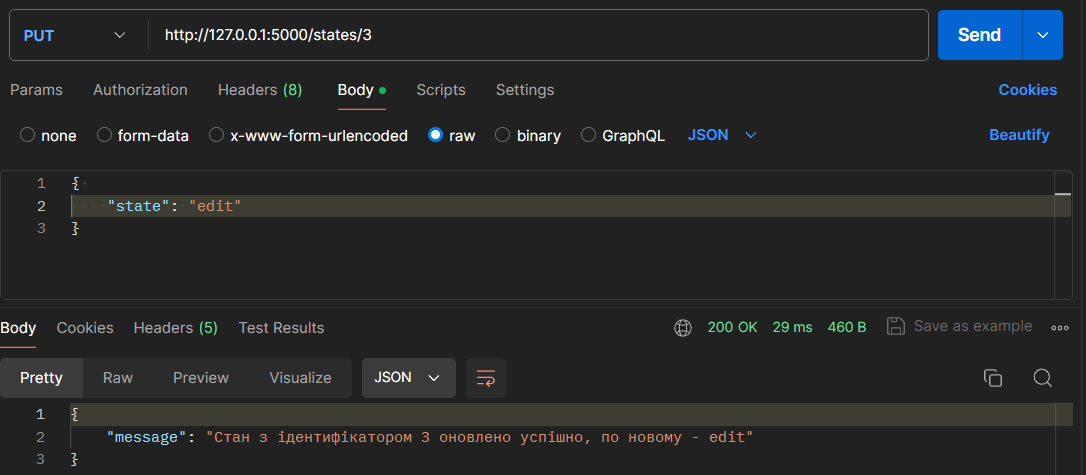 PUT http://127.0.0.1:5000/states/3 Send
Params Authorization Headers (8) Body Scripts Settings Cookies
none form-data x-www-form-urlencoded raw binary GraphQL JSON Beautify
1 {
2 "state": "edit"
3 }
Body Cookies Headers (5) Test Results 200 OK 29 ms 460 B Save as example
Pretty Raw Preview Visualize JSON
1 {
2 "message": "Стан з ідентифікатором 3 оновлено успішно, по новому - edit"
3 }